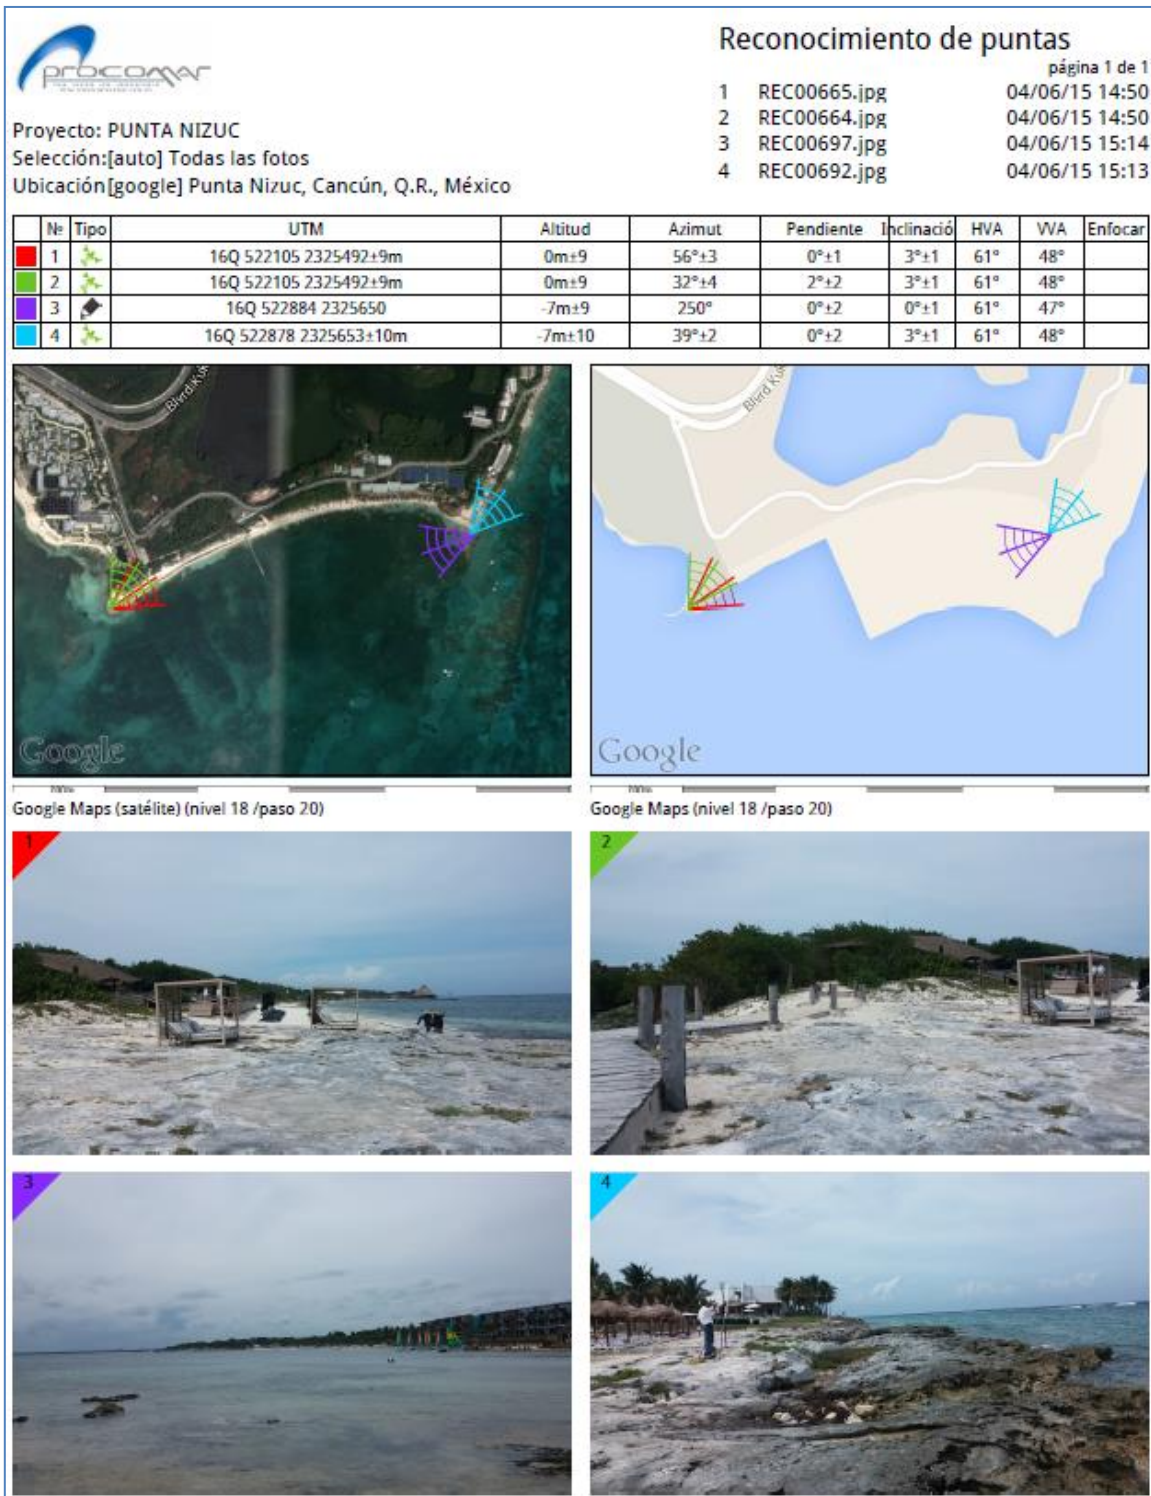 procomar
Reconocimiento de puntas
página 1 de 1
1 REC00665.jpg 04/06/15 14:50
2 REC00664.jpg 04/06/15 14:50
3 REC00697.jpg 04/06/15 15:14
4 REC00692.jpg 04/06/15 15:13
Proyecto: PUNTA NIZUC
Selección:[auto] Todas las fotos
Ubicación[google] Punta Nizuc, Cancún, Q.R., México
Nº Tipo UTM Altitud Azimut Pendiente Inclinació HVA VVA Enfocar
1 16Q 522105 2325492±9m 0m±9 56°±3 0°±1 3°±1 61° 48°
2 16Q 522105 2325492±9m 0m±9 32°±4 2°±2 3°±1 61° 48°
3 16Q 522884 2325650 -7m±9 250° 0°±2 0°±1 61° 47°
4 16Q 522878 2325653±10m -7m±10 39°±2 0°±2 3°±1 61° 48°
Blvrd Kuk
Blvrd Kuk
Google
Google
Google Maps (satélite) (nivel 18 /paso 20)
Google Maps (nivel 18 /paso 20)
1
2
3
4